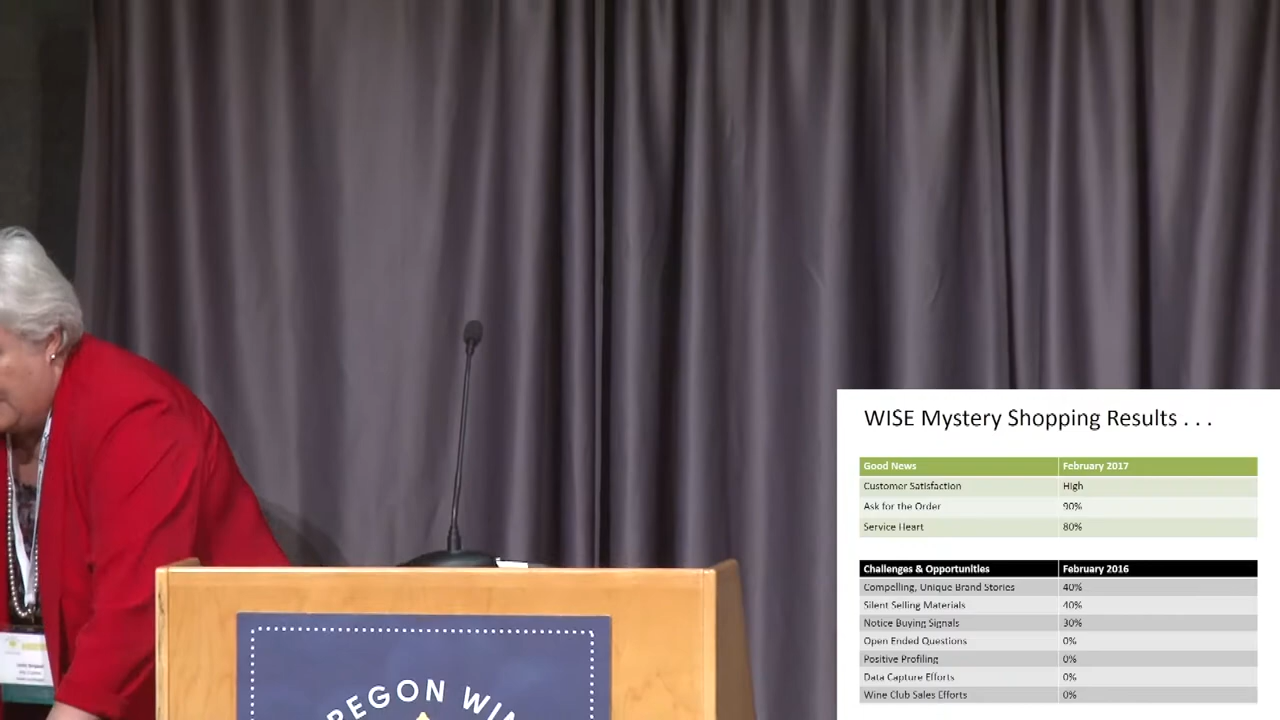 WISE Mystery Shopping Results . . .
Good News February 2017
Customer Satisfaction High
Ask for the Order 90%
Service Heart 80%
Challenges & Opportunities February 2016
Compelling, Unique Brand Stories 40%
Silent Selling Materials 40%
Notice Buying Signals 30%
Open Ended Questions 0%
Positive Profiling 0%
Data Capture Efforts 0%
Wine Club Sales Efforts 0%
REGON WIN